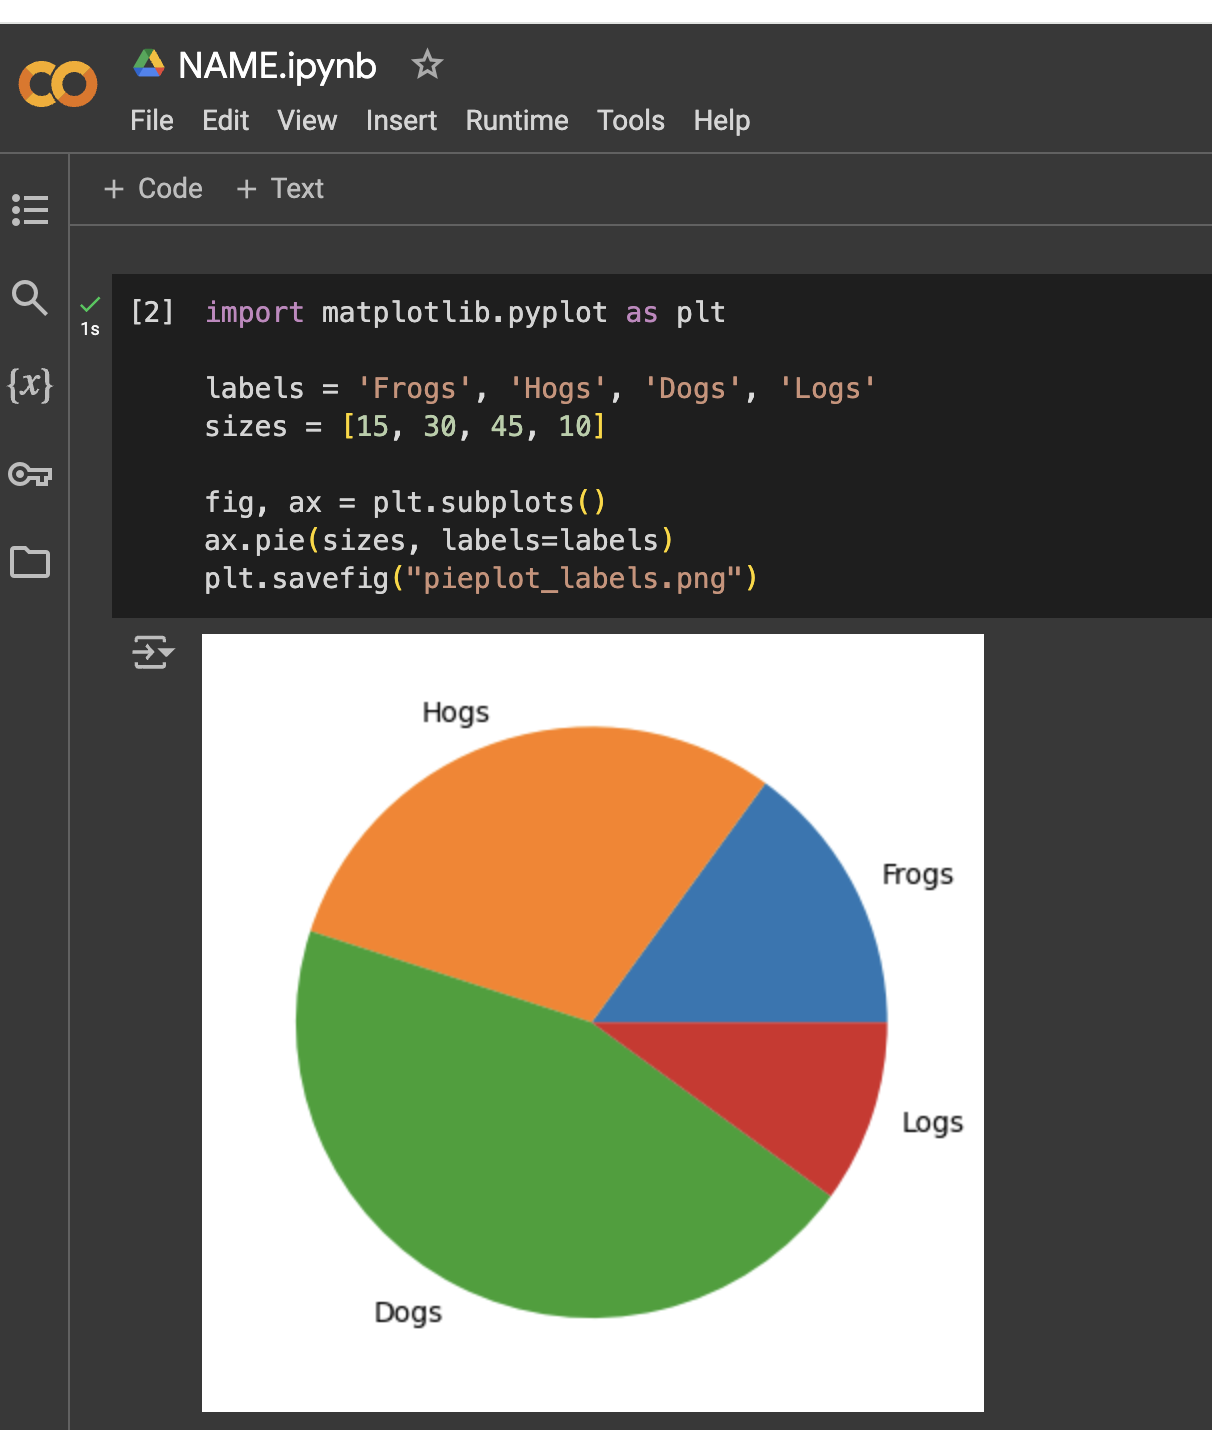 NAME.ipynb
File Edit View Insert Runtime Tools Help
+ Code + Text
{x}
1s
[2] import matplotlib.pyplot as plt
labels = 'Frogs', 'Hogs', 'Dogs', 'Logs'
sizes = [15, 30, 45, 10]
fig, ax = plt.subplots()
ax.pie(sizes, labels=labels)
plt.savefig("pieplot_labels.png")
Hogs
Frogs
Logs
Dogs